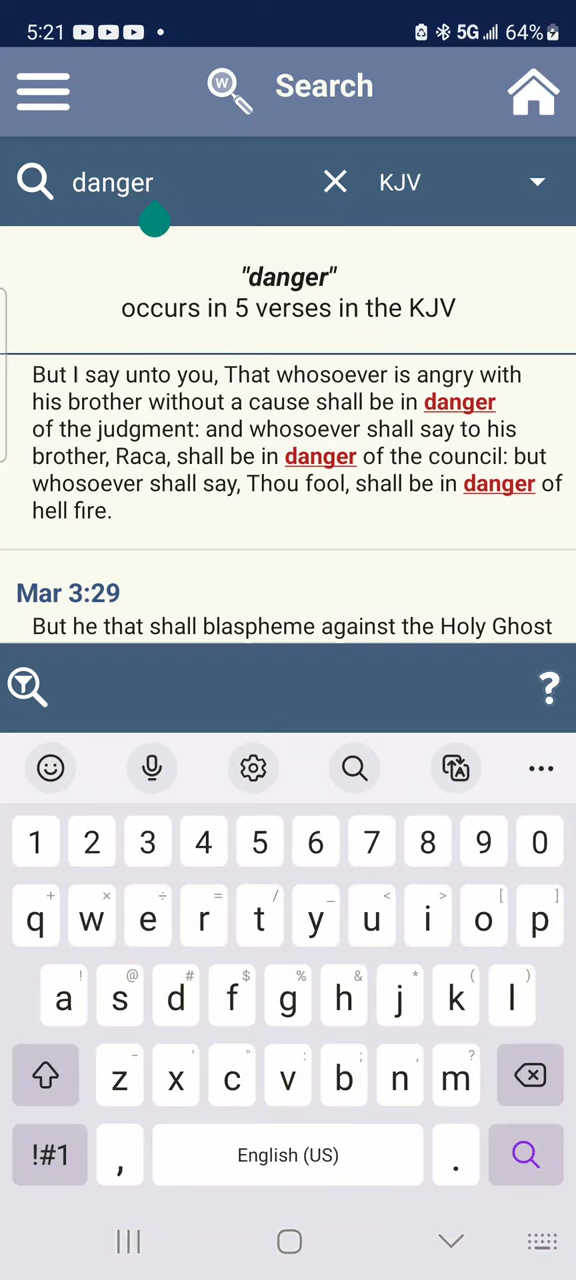 5:21 5G 64%
W Search
danger KJV
"danger"
occurs in 5 verses in the KJV
But I say unto you, That whosoever is angry with
his brother without a cause shall be in danger
of the judgment: and whosoever shall say to his
brother, Raca, shall be in danger of the council: but
whosoever shall say, Thou fool, shall be in danger of
hell fire.
Mar 3:29
But he that shall blaspheme against the Holy Ghost
?
A
1 2 3 4 5 6 7 8 9 0
+ × ÷ = / _ < > [ ]
q w e r t y u i o p
! @ # $ % & * ( )
a s d f g h j k l
- ' " : ; , ?
z x c v b n m
!#1 , English (US) .